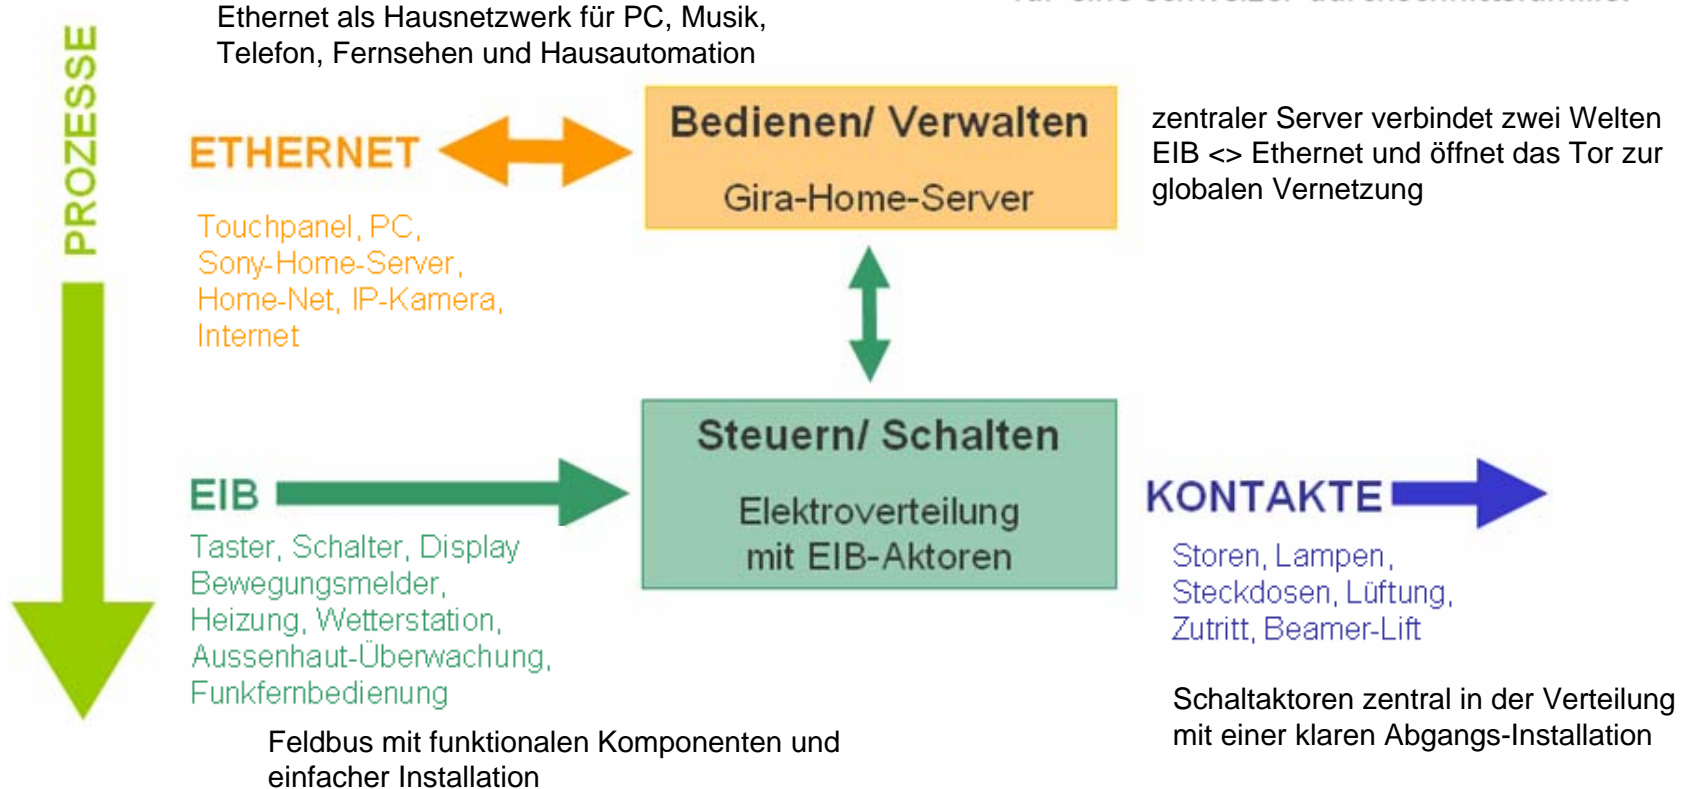 Ethernet als Hausnetzwerk für PC, Musik,
Telefon, Fernsehen und Hausautomation
PROZESSE
ETHERNET
Touchpanel, PC,
Sony-Home-Server,
Home-Net, IP-Kamera,
Internet
Bedienen/ Verwalten
Gira-Home-Server
zentraler Server verbindet zwei Welten
EIB <> Ethernet und öffnet das Tor zur
globalen Vernetzung
Steuern/ Schalten
Elektroverteilung
mit EIB-Aktoren
EIB
Taster, Schalter, Display
Bewegungsmelder,
Heizung, Wetterstation,
Aussenhaut-Überwachung,
Funkfernbedienung
Feldbus mit funktionalen Komponenten und
einfacher Installation
KONTAKTE
Storen, Lampen,
Steckdosen, Lüftung,
Zutritt, Beamer-Lift
Schaltaktoren zentral in der Verteilung
mit einer klaren Abgangs-Installation